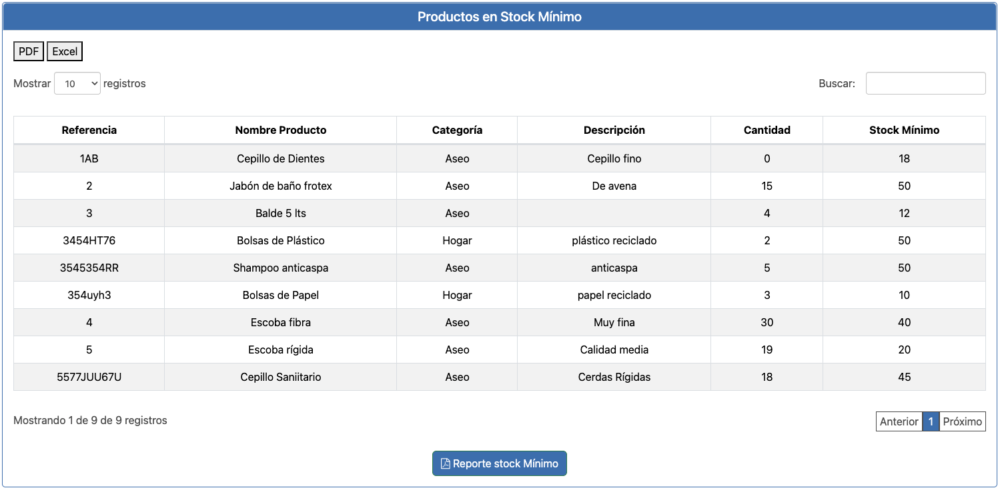 Productos en Stock Mínimo
PDF Excel
Mostrar 10 registros Buscar:
Referencia Nombre Producto Categoría Descripción Cantidad Stock Mínimo
1AB Cepillo de Dientes Aseo Cepillo fino 0 18
2 Jabón de baño frotex Aseo De avena 15 50
3 Balde 5 lts Aseo 4 12
3454HT76 Bolsas de Plástico Hogar plástico reciclado 2 50
3545354RR Shampoo anticaspa Aseo anticaspa 5 50
354uyh3 Bolsas de Papel Hogar papel reciclado 3 10
4 Escoba fibra Aseo Muy fina 30 40
5 Escoba rígida Aseo Calidad media 19 20
5577JUU67U Cepillo Saniitario Aseo Cerdas Rígidas 18 45
Mostrando 1 de 9 de 9 registros Anterior 1 Próximo
Reporte stock Mínimo